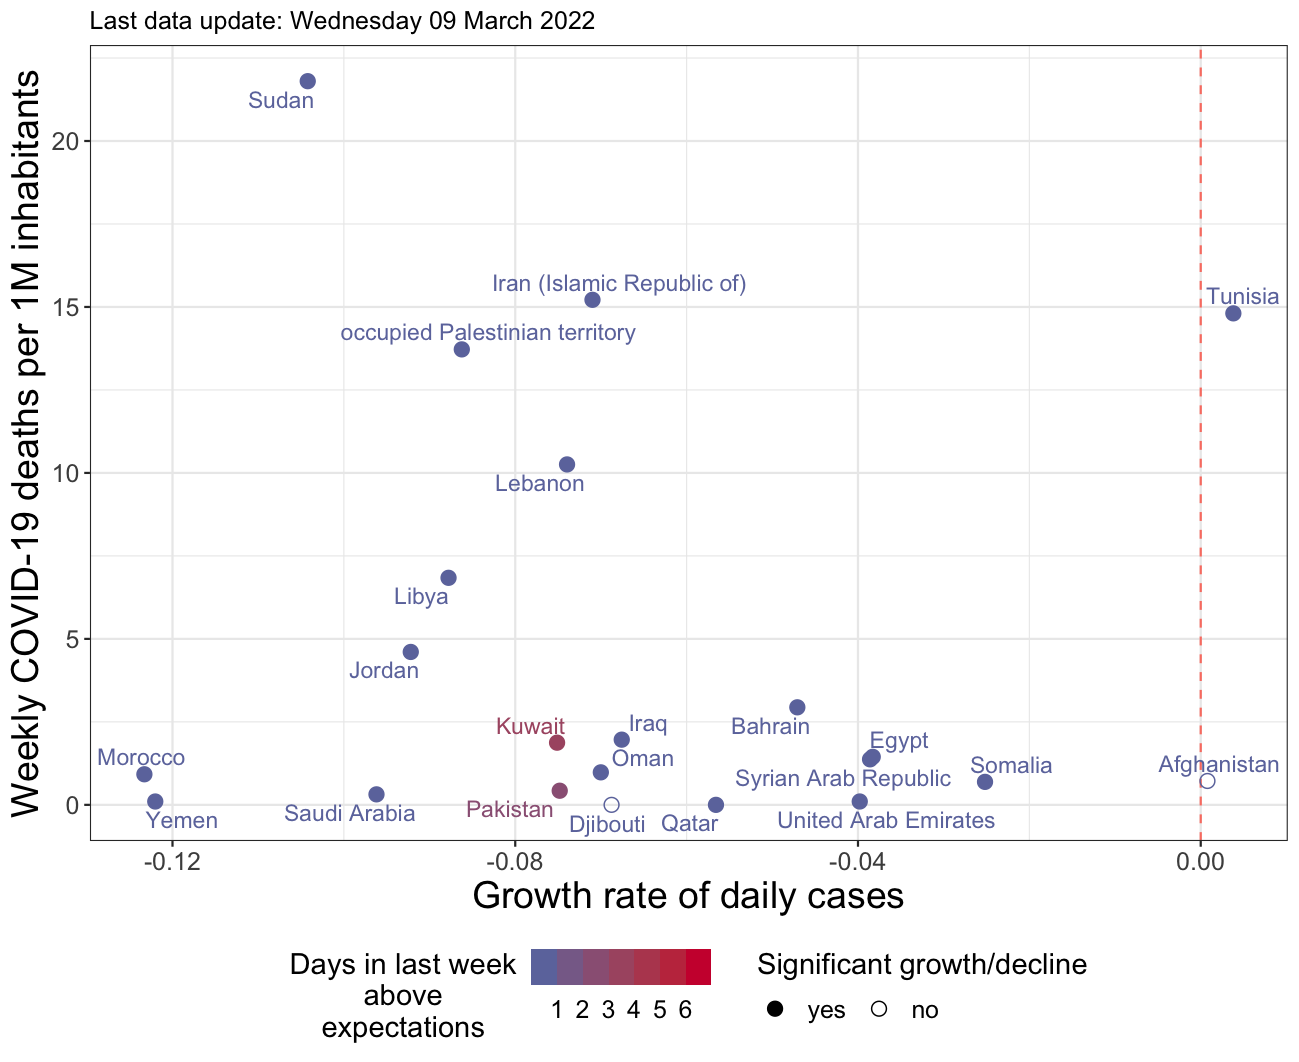 Last data update: Wednesday 09 March 2022
Weekly COVID-19 deaths per 1M inhabitants
20
15
10
5
0
Sudan
Iran (Islamic Republic of)
Tunisia
occupied Palestinian territory
Lebanon
Libya
Jordan
Kuwait
Iraq
Bahrain
Egypt
Morocco
Oman
Somalia
Afghanistan
Syrian Arab Republic
Yemen
Saudi Arabia
Pakistan
Djibouti
Qatar
United Arab Emirates
-0.12
-0.08
-0.04
0.00
Growth rate of daily cases
Days in last week
above
expectations
1 2 3 4 5 6
Significant growth/decline
yes
no